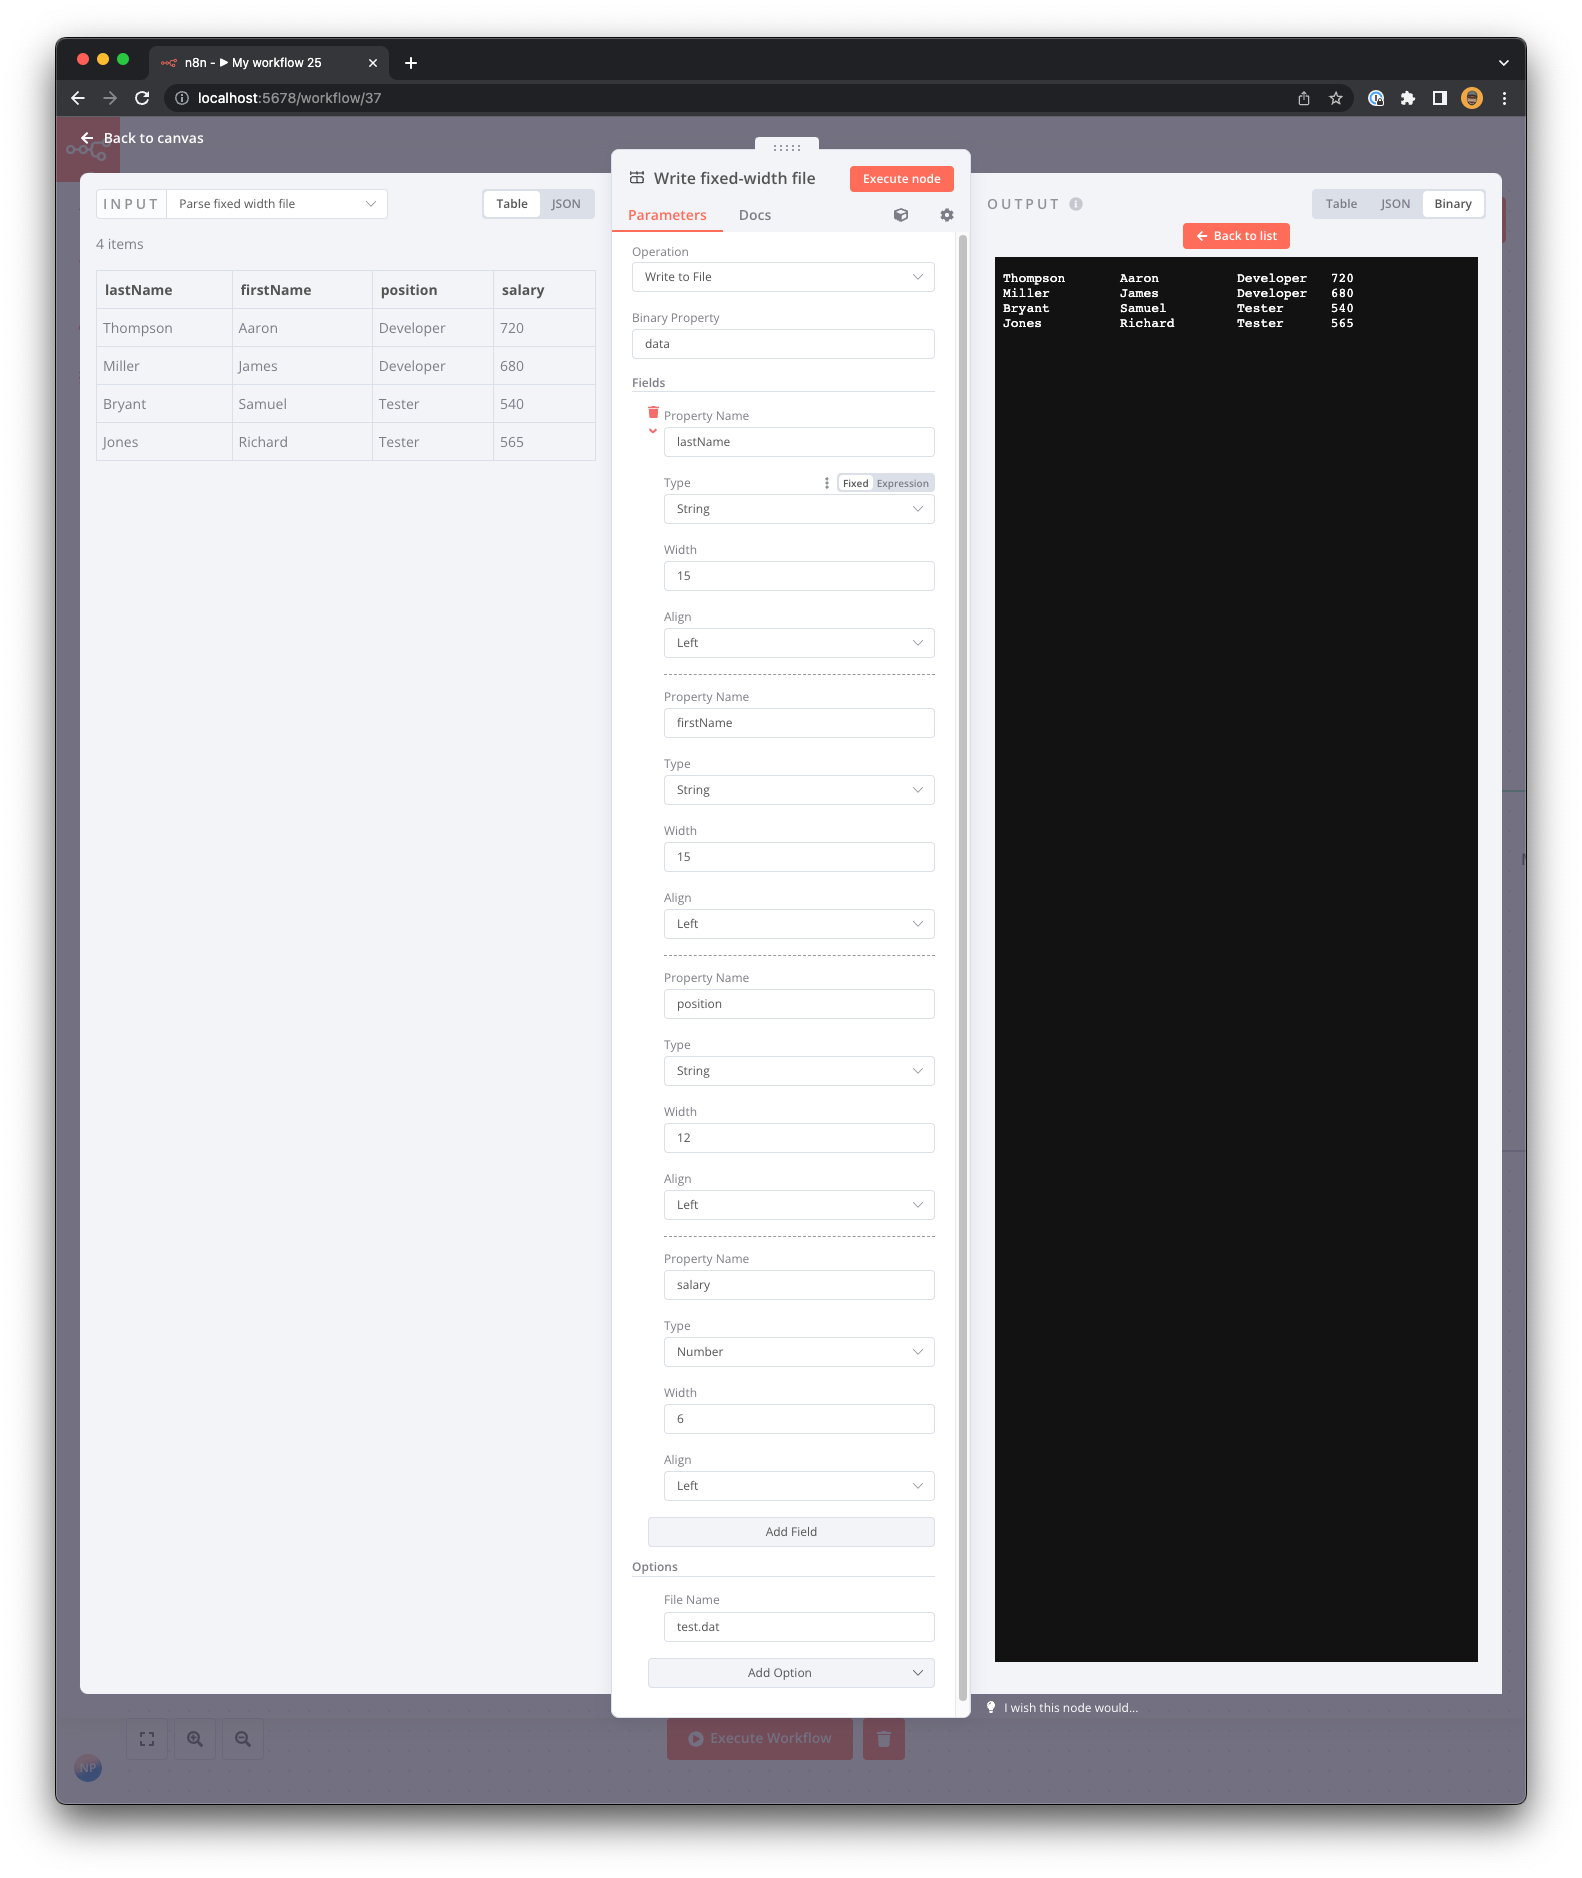 n8n - ▶ My workflow 25
localhost:5678/workflow/37
Back to canvas
INPUT
Parse fixed width file
Table
JSON
4 items
lastName firstName position salary
Thompson Aaron Developer 720
Miller James Developer 680
Bryant Samuel Tester 540
Jones Richard Tester 565
Write fixed-width file
Execute node
Parameters
Docs
Operation
Write to File
Binary Property
data
Fields
Property Name
lastName
Type
Fixed Expression
String
Width
15
Align
Left
Property Name
firstName
Type
String
Width
15
Align
Left
Property Name
position
Type
String
Width
12
Align
Left
Property Name
salary
Type
Number
Width
6
Align
Left
Add Field
Options
File Name
test.dat
Add Option
OUTPUT
Table
JSON
Binary
Back to list
Thompson Aaron Developer 720
Miller James Developer 680
Bryant Samuel Tester 540
Jones Richard Tester 565
I wish this node would...
Execute Workflow
NP